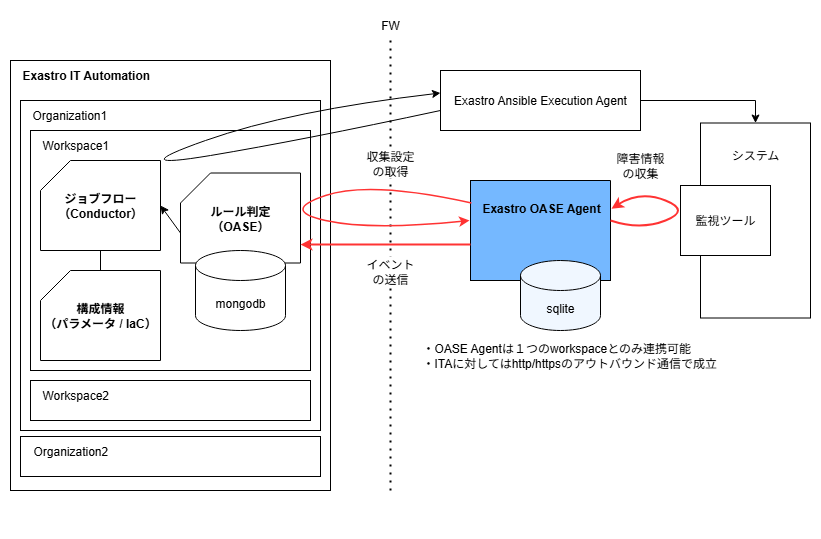 FW
Exastro IT Automation
Organization1
Workspace1
ジョブフロー
（Conductor）
ルール判定
（OASE）
mongodb
構成情報
（パラメータ / IaC）
Workspace2
Organization2
収集設定
の取得
イベント
の送信
Exastro Ansible Execution Agent
Exastro OASE Agent
sqlite
障害情報
の収集
システム
監視ツール
・OASE Agentは１つのworkspaceとのみ連携可能
・ITAに対してはhttp/httpsのアウトバウンド通信で成立